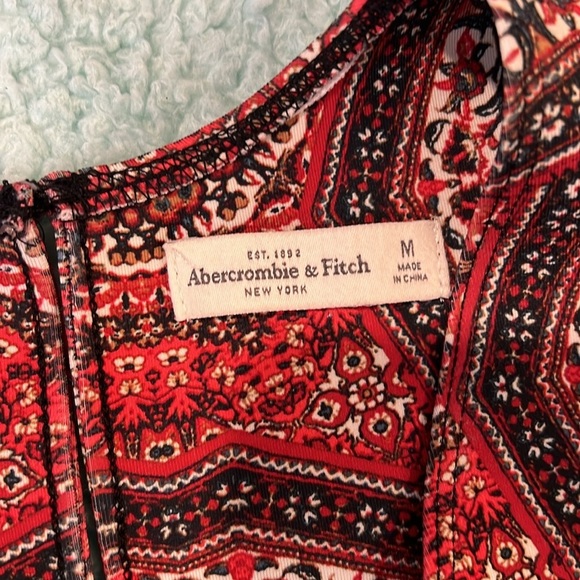 EST. 1892
Abercrombie & Fitch
NEW YORK
M
MADE
IN CHINA